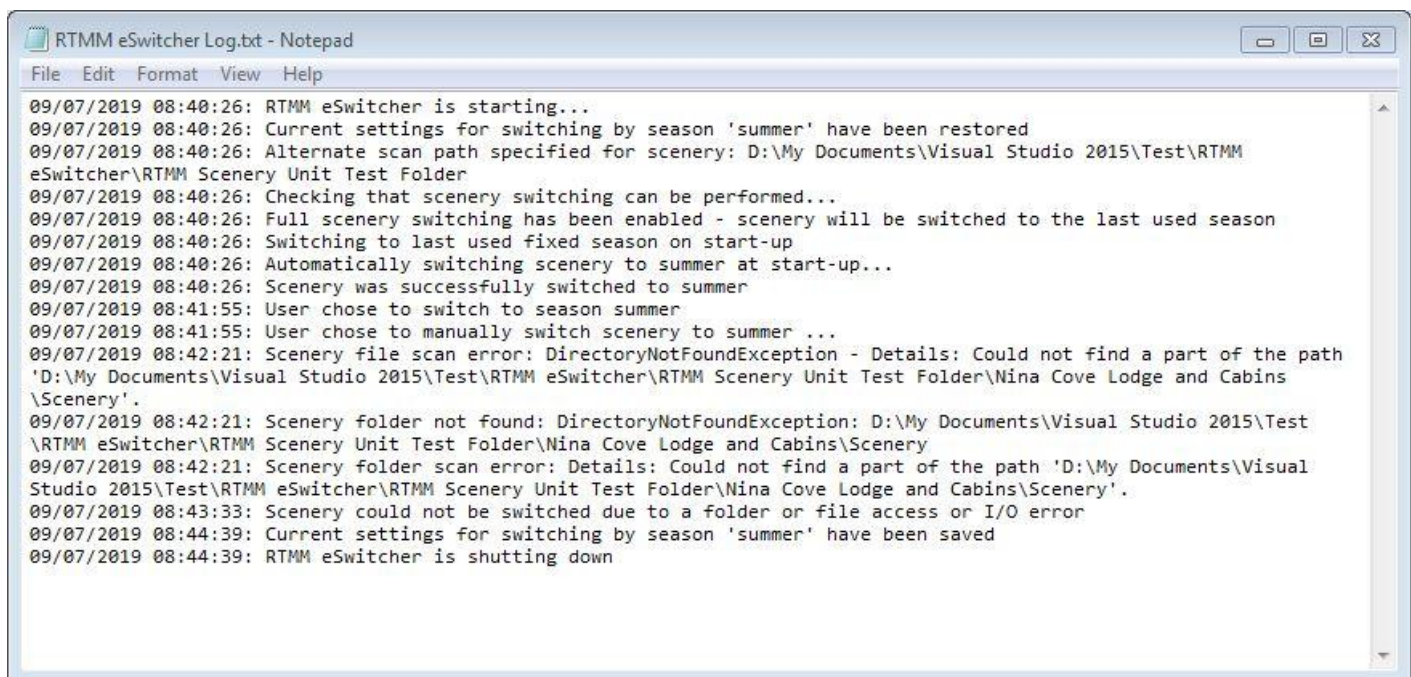 RTMM eSwitcher Log.txt - Notepad
File Edit Format View Help
09/07/2019 08:40:26: RTMM eSwitcher is starting...
09/07/2019 08:40:26: Current settings for switching by season 'summer' have been restored
09/07/2019 08:40:26: Alternate scan path specified for scenery: D:\My Documents\Visual Studio 2015\Test\RTMM
eSwitcher\RTMM Scenery Unit Test Folder
09/07/2019 08:40:26: Checking that scenery switching can be performed...
09/07/2019 08:40:26: Full scenery switching has been enabled - scenery will be switched to the last used season
09/07/2019 08:40:26: Switching to last used fixed season on start-up
09/07/2019 08:40:26: Automatically switching scenery to summer at start-up...
09/07/2019 08:40:26: Scenery was successfully switched to summer
09/07/2019 08:41:55: User chose to switch to season summer
09/07/2019 08:41:55: User chose to manually switch scenery to summer ...
09/07/2019 08:42:21: Scenery file scan error: DirectoryNotFoundException - Details: Could not find a part of the path
'D:\My Documents\Visual Studio 2015\Test\RTMM eSwitcher\RTMM Scenery Unit Test Folder\Nina Cove Lodge and Cabins
\Scenery'.
09/07/2019 08:42:21: Scenery folder not found: DirectoryNotFoundException: D:\My Documents\Visual Studio 2015\Test
\RTMM eSwitcher\RTMM Scenery Unit Test Folder\Nina Cove Lodge and Cabins\Scenery
09/07/2019 08:42:21: Scenery folder scan error: Details: Could not find a part of the path 'D:\My Documents\Visual
Studio 2015\Test\RTMM eSwitcher\RTMM Scenery Unit Test Folder\Nina Cove Lodge and Cabins\Scenery'.
09/07/2019 08:43:33: Scenery could not be switched due to a folder or file access or I/O error
09/07/2019 08:44:39: Current settings for switching by season 'summer' have been saved
09/07/2019 08:44:39: RTMM eSwitcher is shutting down